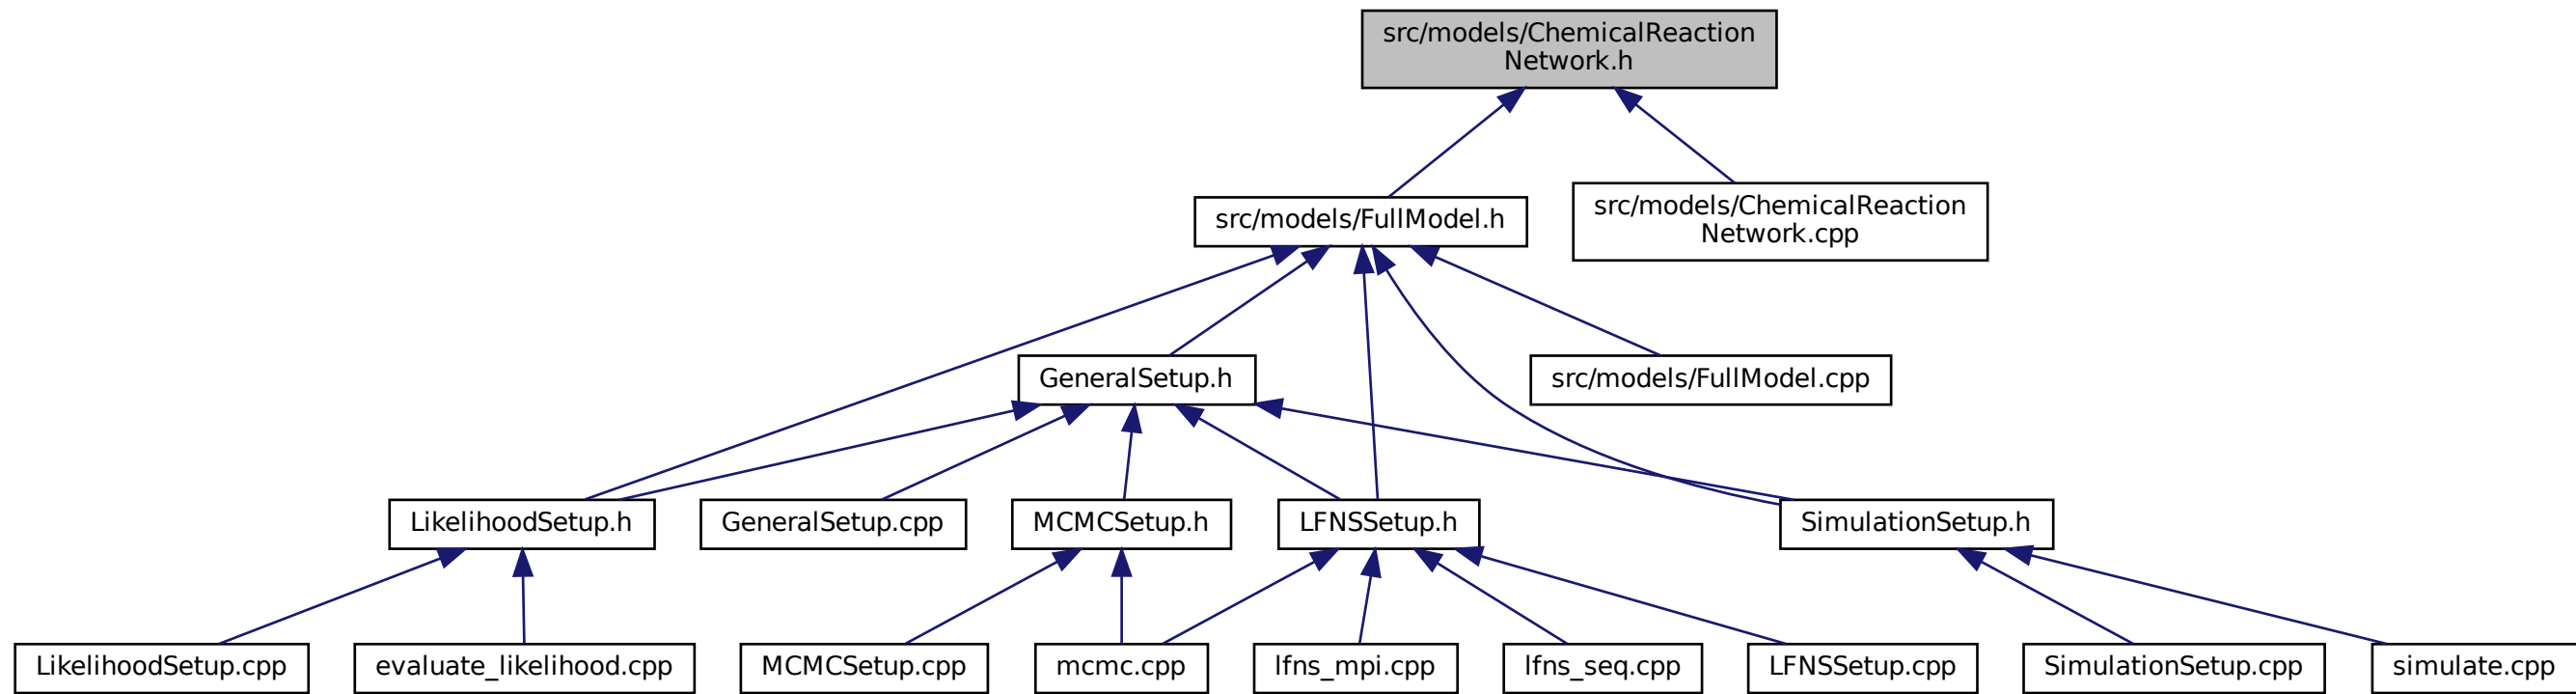 src/models/ChemicalReaction
Network.h
src/models/FullModel.h
src/models/ChemicalReaction
Network.cpp
GeneralSetup.h
src/models/FullModel.cpp
LikelihoodSetup.h
GeneralSetup.cpp
MCMCSetup.h
LFNSSetup.h
SimulationSetup.h
LikelihoodSetup.cpp
evaluate_likelihood.cpp
MCMCSetup.cpp
mcmc.cpp
lfns_mpi.cpp
lfns_seq.cpp
LFNSSetup.cpp
SimulationSetup.cpp
simulate.cpp